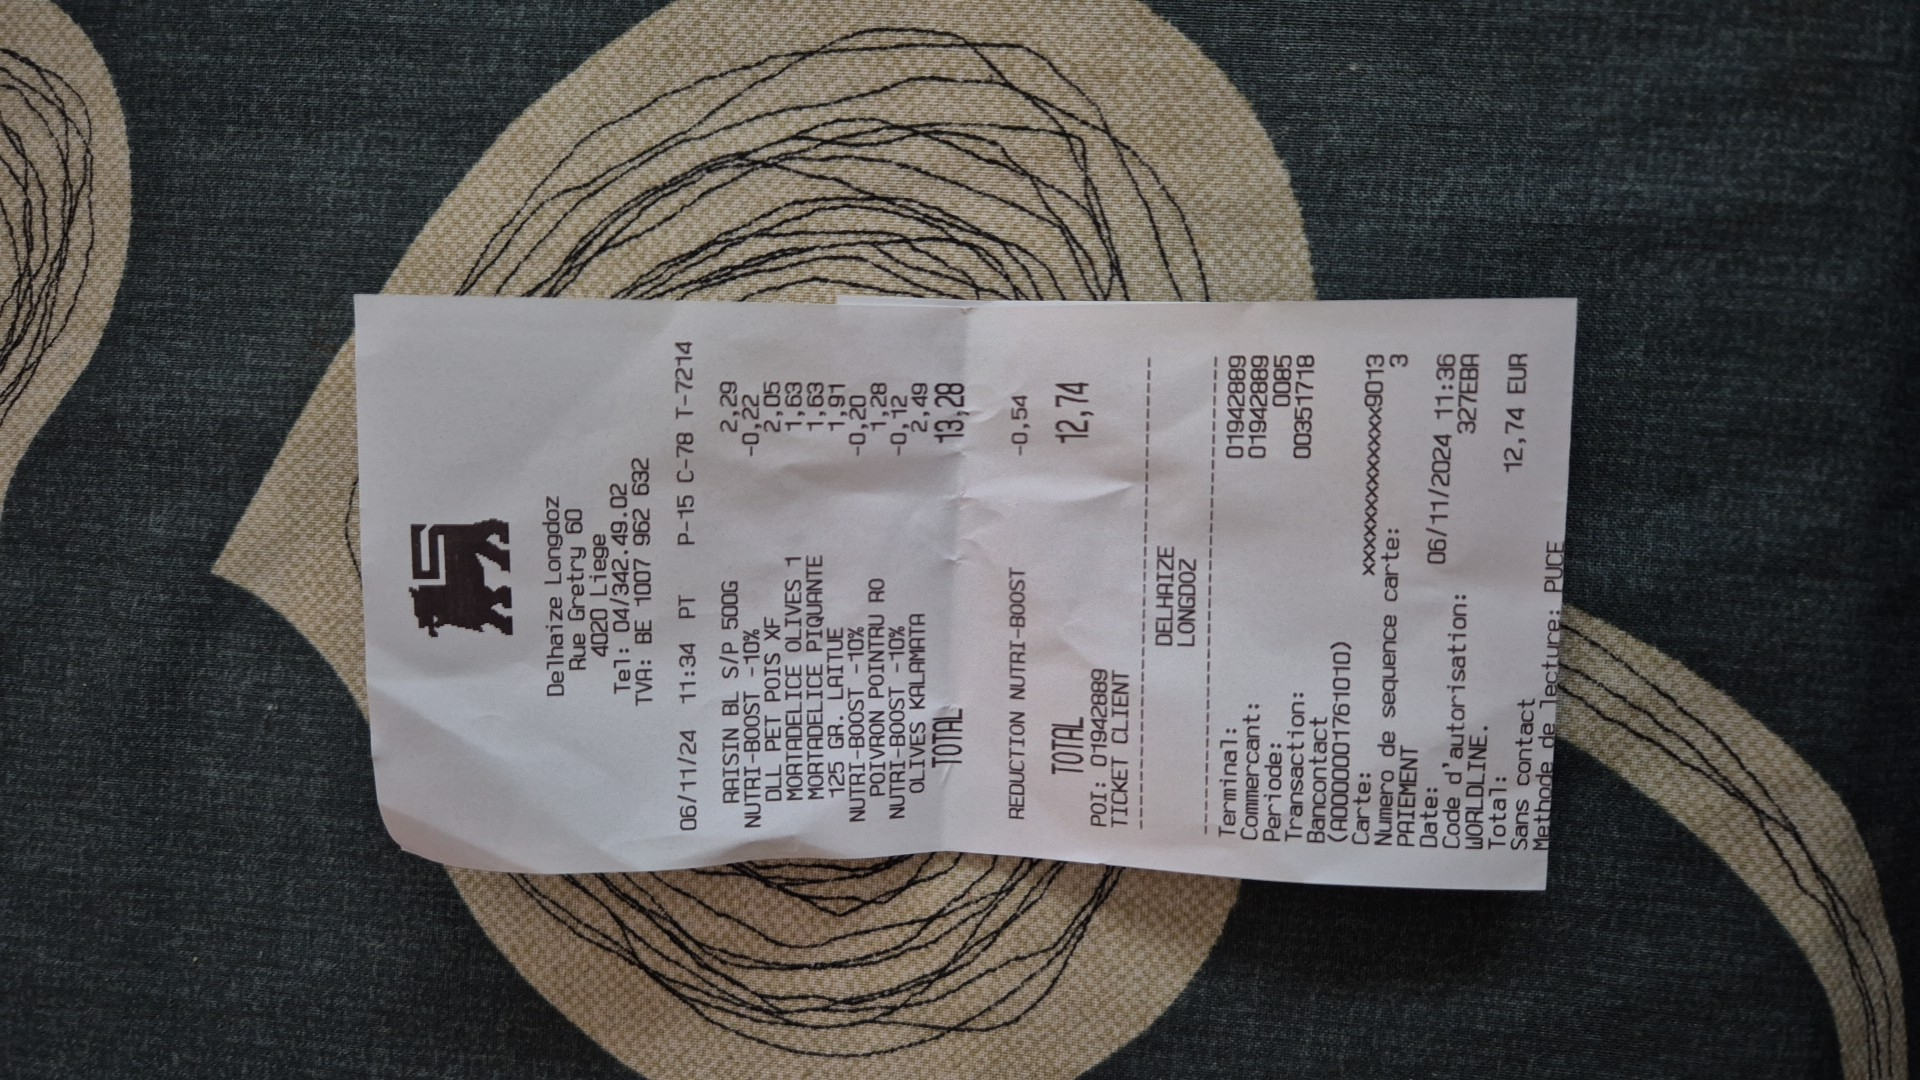 Delhaize Longdoz
Rue Gretry 60
4020 Liege
Tel: 04/342.49.02
TVA: BE 1007 962 632
06/11/24 11:34 PT P-15 C-78 T-7214
RAISIN BL S/P 500G 2,29
NUTRI-BOOST -10% -0,22
DLL PET POIS XF 2,05
MORTADELICE OLIVES 1 1,63
MORTADELICE PIQUANTE 1,63
125 GR. LAITUE 1,91
NUTRI-BOOST -10% -0,20
POIVRON POINTRU RO 1,28
NUTRI-BOOST -10% -0,12
OLIVES KALAMATA 2,49
TOTAL 13,28
REDUCTION NUTRI-BOOST -0,54
TOTAL 12,74
POI: 01942889
TICKET CLIENT
DELHAIZE
LONGDOZ
Terminal: 01942889
Commercant: 01942889
Periode: 0085
Transaction: 00351718
Bancontact
(A0000001761010)
Carte: xxxxxxxxxxxxxxx9013
Numero de sequence carte: 3
PAIEMENT
Date: 06/11/2024 11:36
Code d'autorisation: 327EBA
WORLDLINE.
Total: 12,74 EUR
Sans contact
Methode de lecture: PUCE